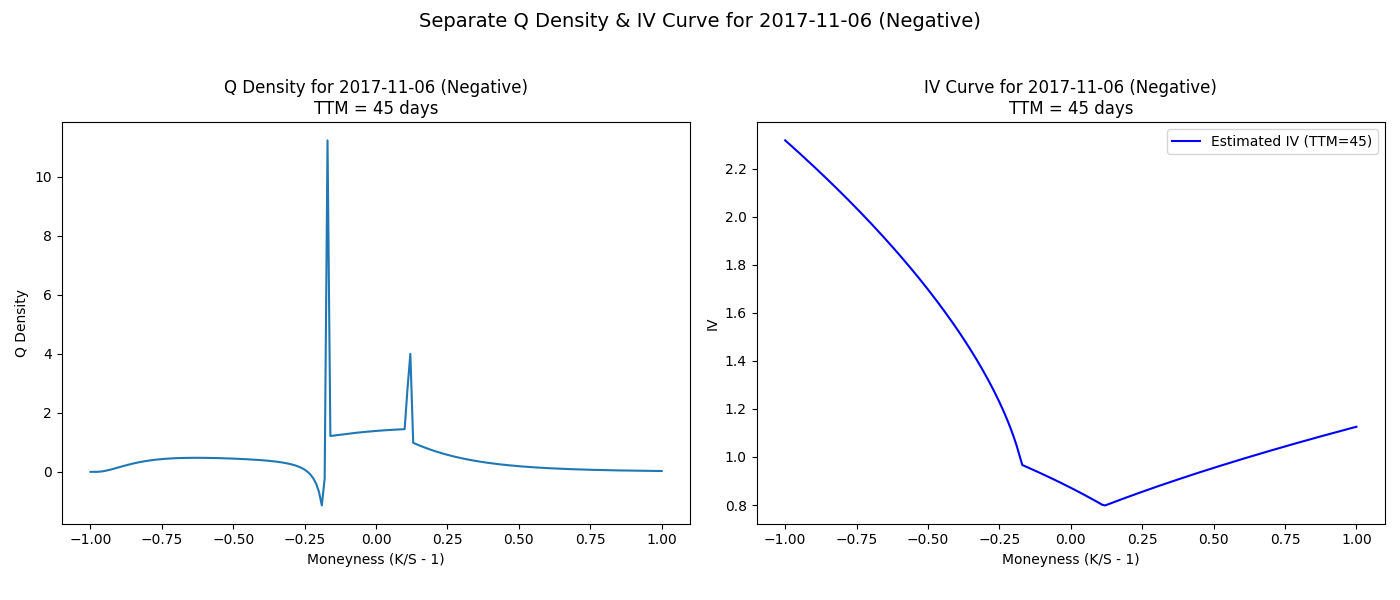 Separate Q Density & IV Curve for 2017-11-06 (Negative)
Q Density for 2017-11-06 (Negative)
TTM = 45 days
10
8
6
4
2
0
Q Density
−1.00 −0.75 −0.50 −0.25 0.00 0.25 0.50 0.75 1.00
Moneyness (K/S - 1)
IV Curve for 2017-11-06 (Negative)
TTM = 45 days
Estimated IV (TTM=45)
2.2
2.0
1.8
1.6
1.4
1.2
1.0
0.8
IV
−1.00 −0.75 −0.50 −0.25 0.00 0.25 0.50 0.75 1.00
Moneyness (K/S - 1)